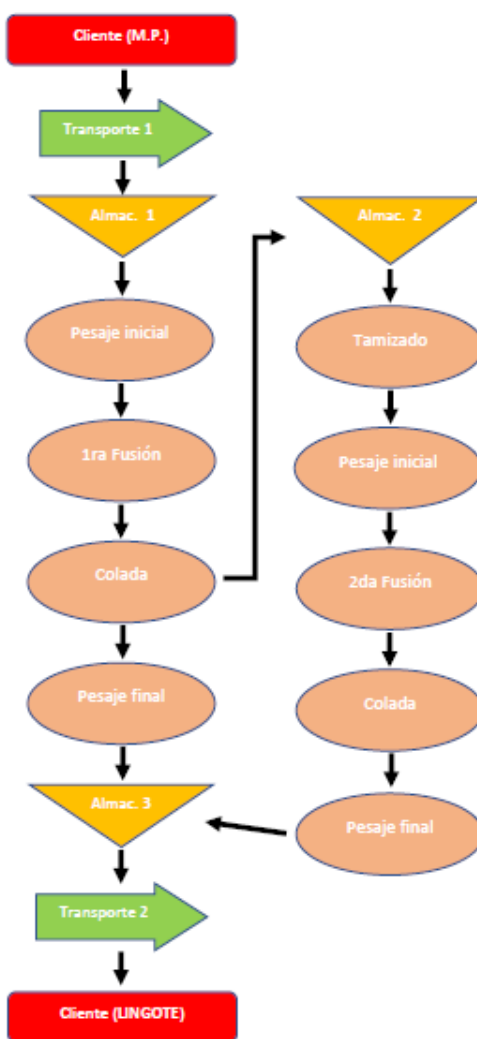 Cliente (M.P.)
Transporte 1
Almac. 1
Pesaje inicial
1ra Fusión
Colada
Pesaje final
Almac. 3
Transporte 2
Cliente (LINGOTE)
Almac. 2
Tamizado
Pesaje inicial
2da Fusión
Colada
Pesaje final